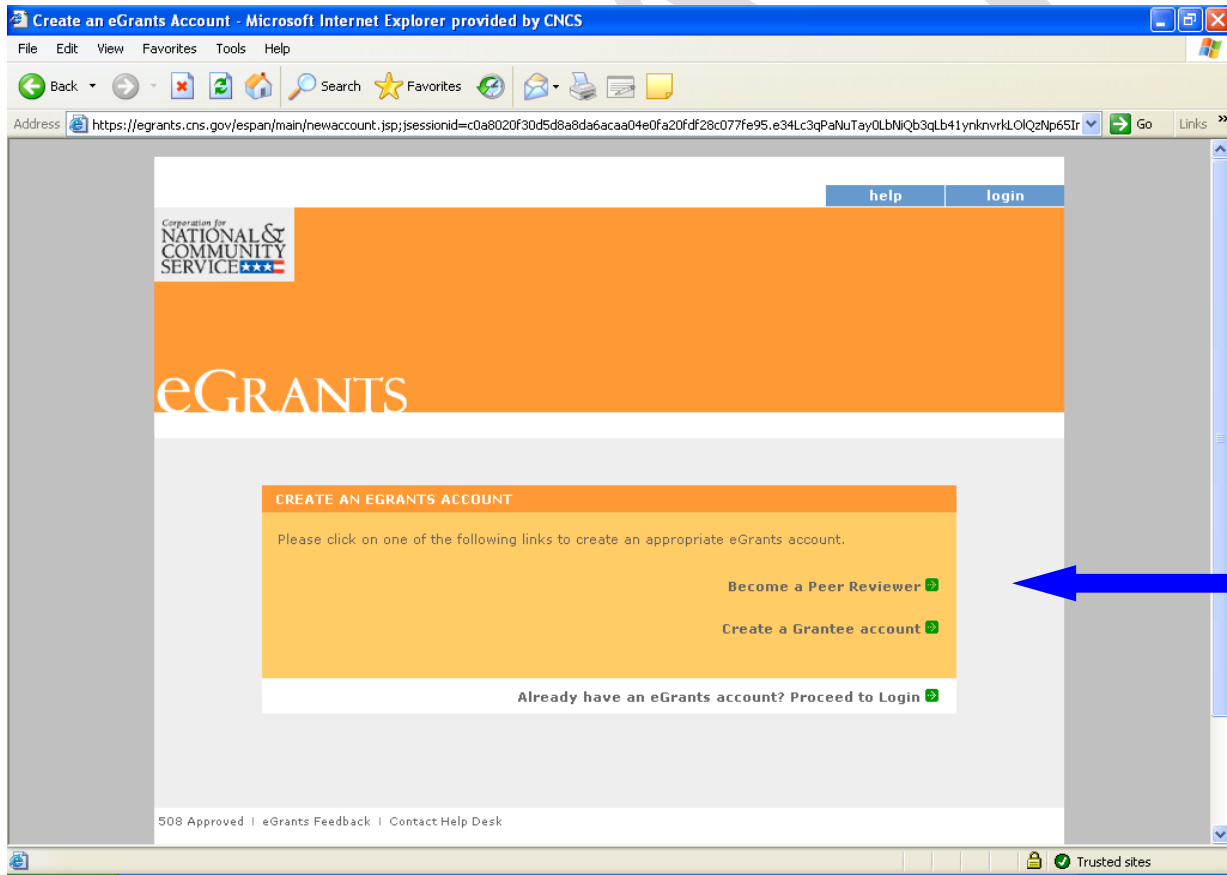 Create an eGrants Account - Microsoft Internet Explorer provided by CNCS
File Edit View Favorites Tools Help
Back Search Favorites
Address https://egrants.cns.gov/espan/main/newaccount.jsp;jsessionid=c0a8020f30d5d8a8da6acaa04e0fa20fdf28c077fe95.e34Lc3qPaNuTay0LbNiQb3qLb41ynknvrkLOlQzNp65Ir Go Links »
help login
Corporation for
NATIONAL &
COMMUNITY
SERVICE
eGRANTS
CREATE AN EGRANTS ACCOUNT
Please click on one of the following links to create an appropriate eGrants account.
Become a Peer Reviewer
Create a Grantee account
Already have an eGrants account? Proceed to Login
508 Approved | eGrants Feedback | Contact Help Desk
Trusted sites